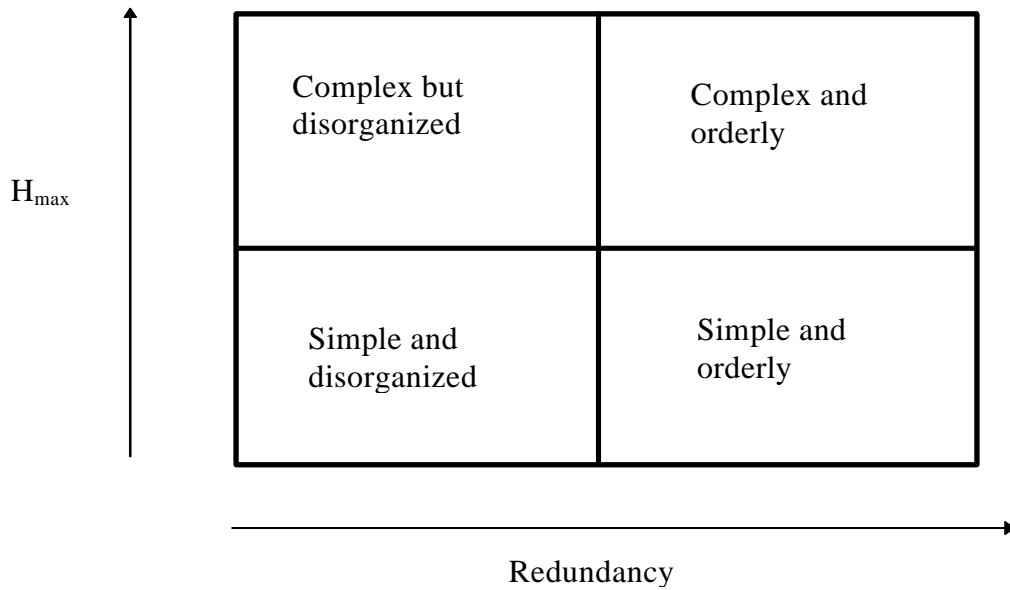 Complex but
disorganized
Complex and
orderly
H_max
Simple and
disorganized
Simple and
orderly
Redundancy